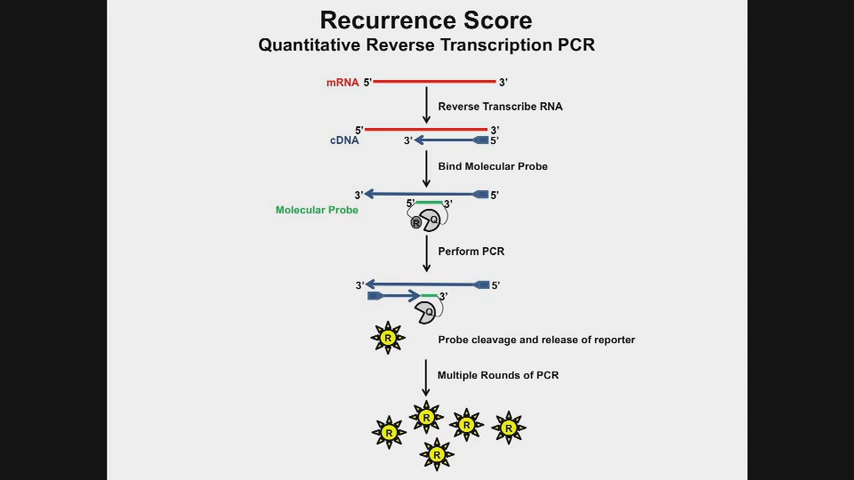 Recurrence Score
Quantitative Reverse Transcription PCR
mRNA 5' 3'
Reverse Transcribe RNA
5' 3'
cDNA 3' 5'
Bind Molecular Probe
3' 5'
Molecular Probe 5' 3'
R Q
Perform PCR
3' 5'
3'
Q
R Probe cleavage and release of reporter
Multiple Rounds of PCR
R R R R
R